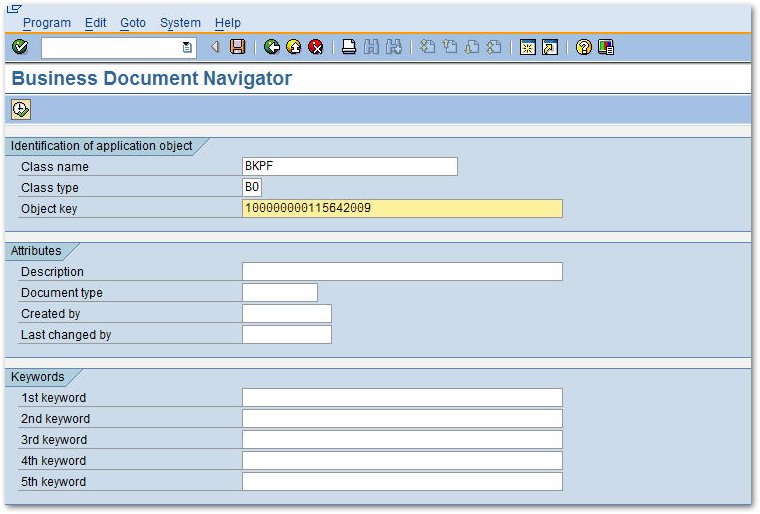 Program Edit Goto System Help
Business Document Navigator
Identification of application object
Class name BKPF
Class type BO
Object key 100000000115642009
Attributes
Description
Document type
Created by
Last changed by
Keywords
1st keyword
2nd keyword
3rd keyword
4th keyword
5th keyword